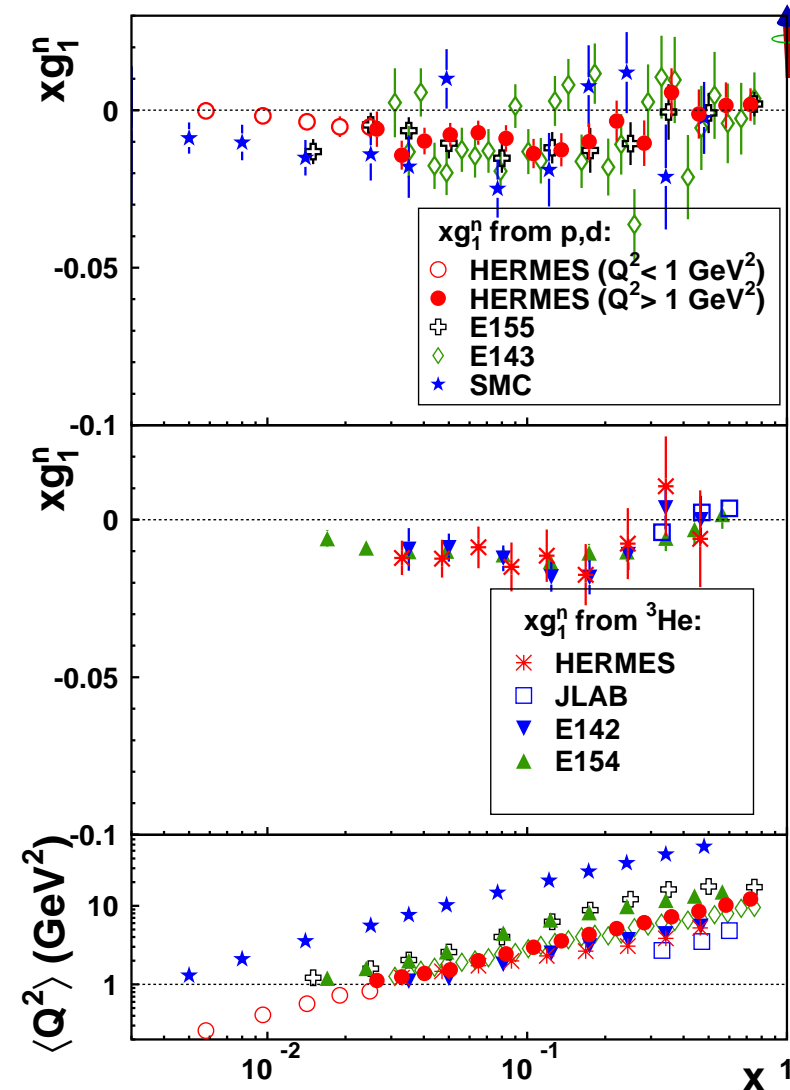 xg₁ⁿ
0
-0.05
xg₁ⁿ from p,d:
HERMES (Q²< 1 GeV²)
HERMES (Q²> 1 GeV²)
E155
E143
SMC
-0.1
xg₁ⁿ
0
-0.05
xg₁ⁿ from ³He:
HERMES
JLAB
E142
E154
-0.1
⟨Q²⟩ (GeV²)
10
1
10⁻² 10⁻¹ 1
x